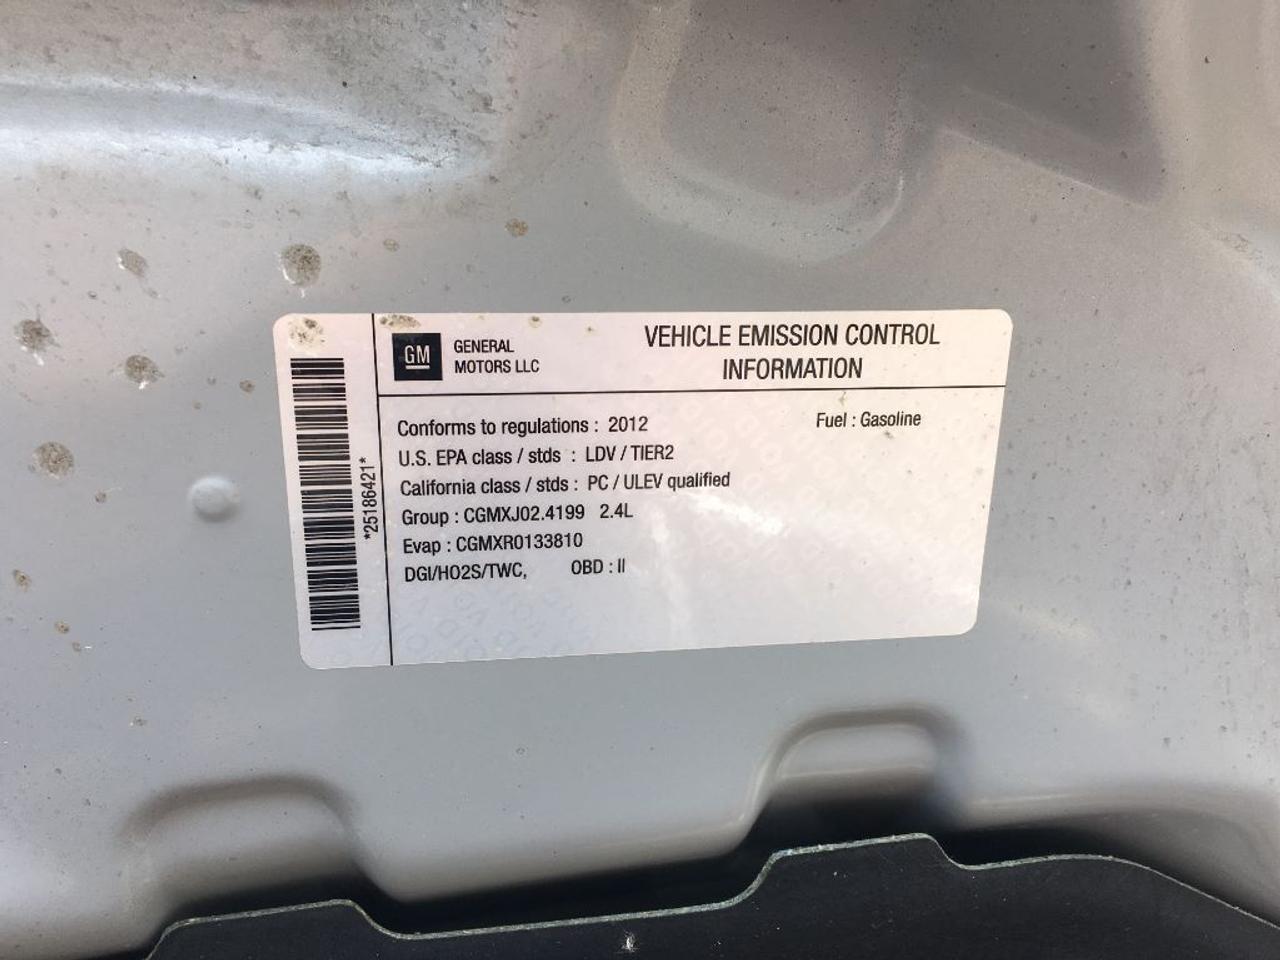 GM
GENERAL
MOTORS LLC
VEHICLE EMISSION CONTROL
INFORMATION
*25186421*
Conforms to regulations : 2012
Fuel : Gasoline
U.S. EPA class / stds : LDV / TIER2
California class / stds : PC / ULEV qualified
Group : CGMXJ02.4199 2.4L
Evap : CGMXR0133810
DGI/HO2S/TWC, OBD : II